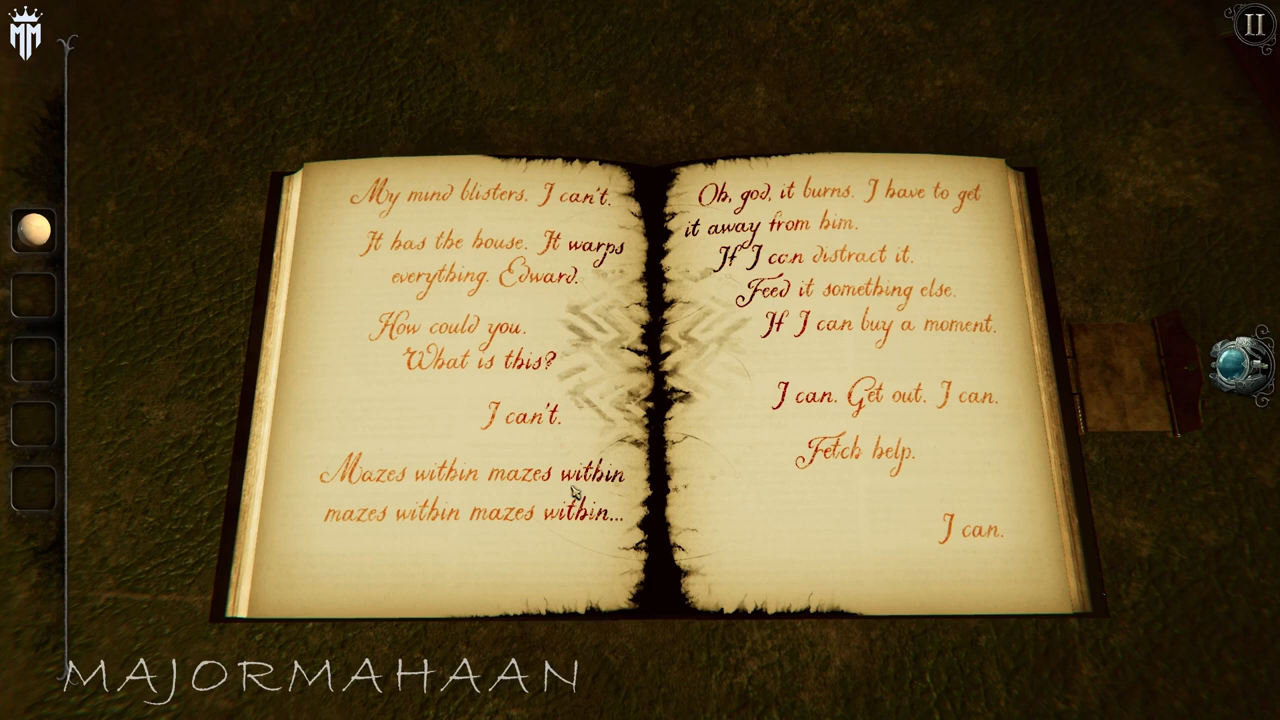 MM
II
My mind blisters. I can't.
It has the house. It warps
everything. Edward.
How could you.
What is this?
I can't.
Mazes within mazes within
mazes within mazes within...
Oh, god, it burns. I have to get
it away from him.
If I can distract it.
Feed it something else.
If I can buy a moment.
I can. Get out. I can.
Fetch help.
I can.
MAJORMAHAAN